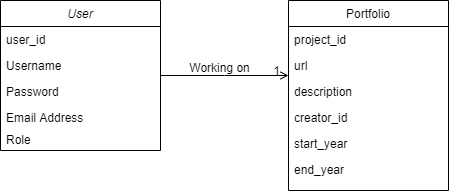 User
user_id
Username
Password
Email Address
Role
Working on
1
Portfolio
project_id
url
description
creator_id
start_year
end_year